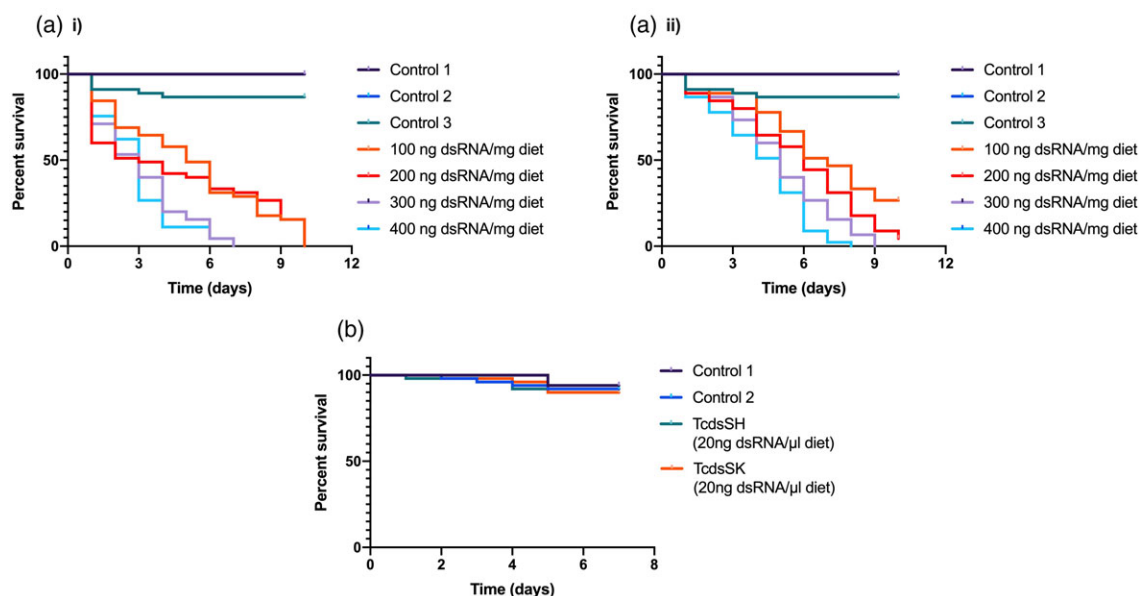 (a) i)
Percent survival
100
50
0
0 3 6 9 12
Time (days)
Control 1
Control 2
Control 3
100 ng dsRNA/mg diet
200 ng dsRNA/mg diet
300 ng dsRNA/mg diet
400 ng dsRNA/mg diet
(a) ii)
Percent survival
100
50
0
0 3 6 9 12
Time (days)
Control 1
Control 2
Control 3
100 ng dsRNA/mg diet
200 ng dsRNA/mg diet
300 ng dsRNA/mg diet
400 ng dsRNA/mg diet
(b)
Percent survival
100
50
0
0 2 4 6 8
Time (days)
Control 1
Control 2
TcdsSH
(20ng dsRNA/μl diet)
TcdsSK
(20ng dsRNA/μl diet)